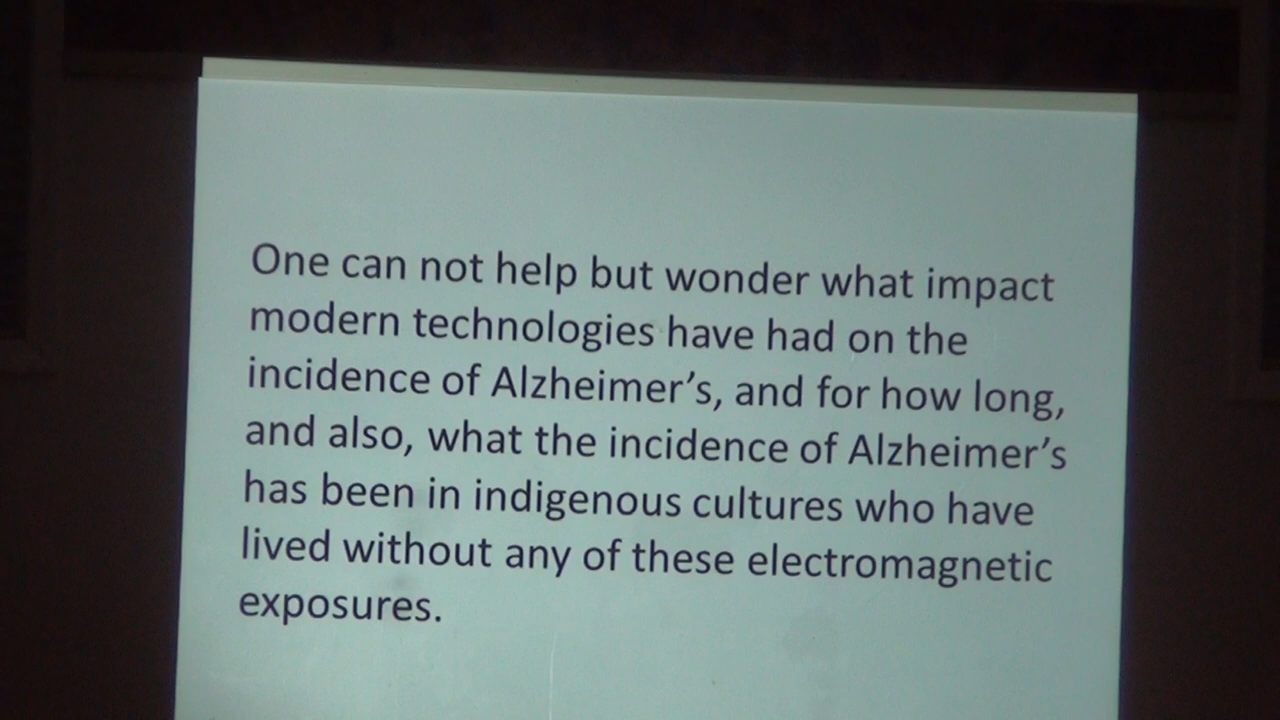 One can not help but wonder what impact
modern technologies have had on the
incidence of Alzheimer’s, and for how long,
and also, what the incidence of Alzheimer’s
has been in indigenous cultures who have
lived without any of these electromagnetic
exposures.